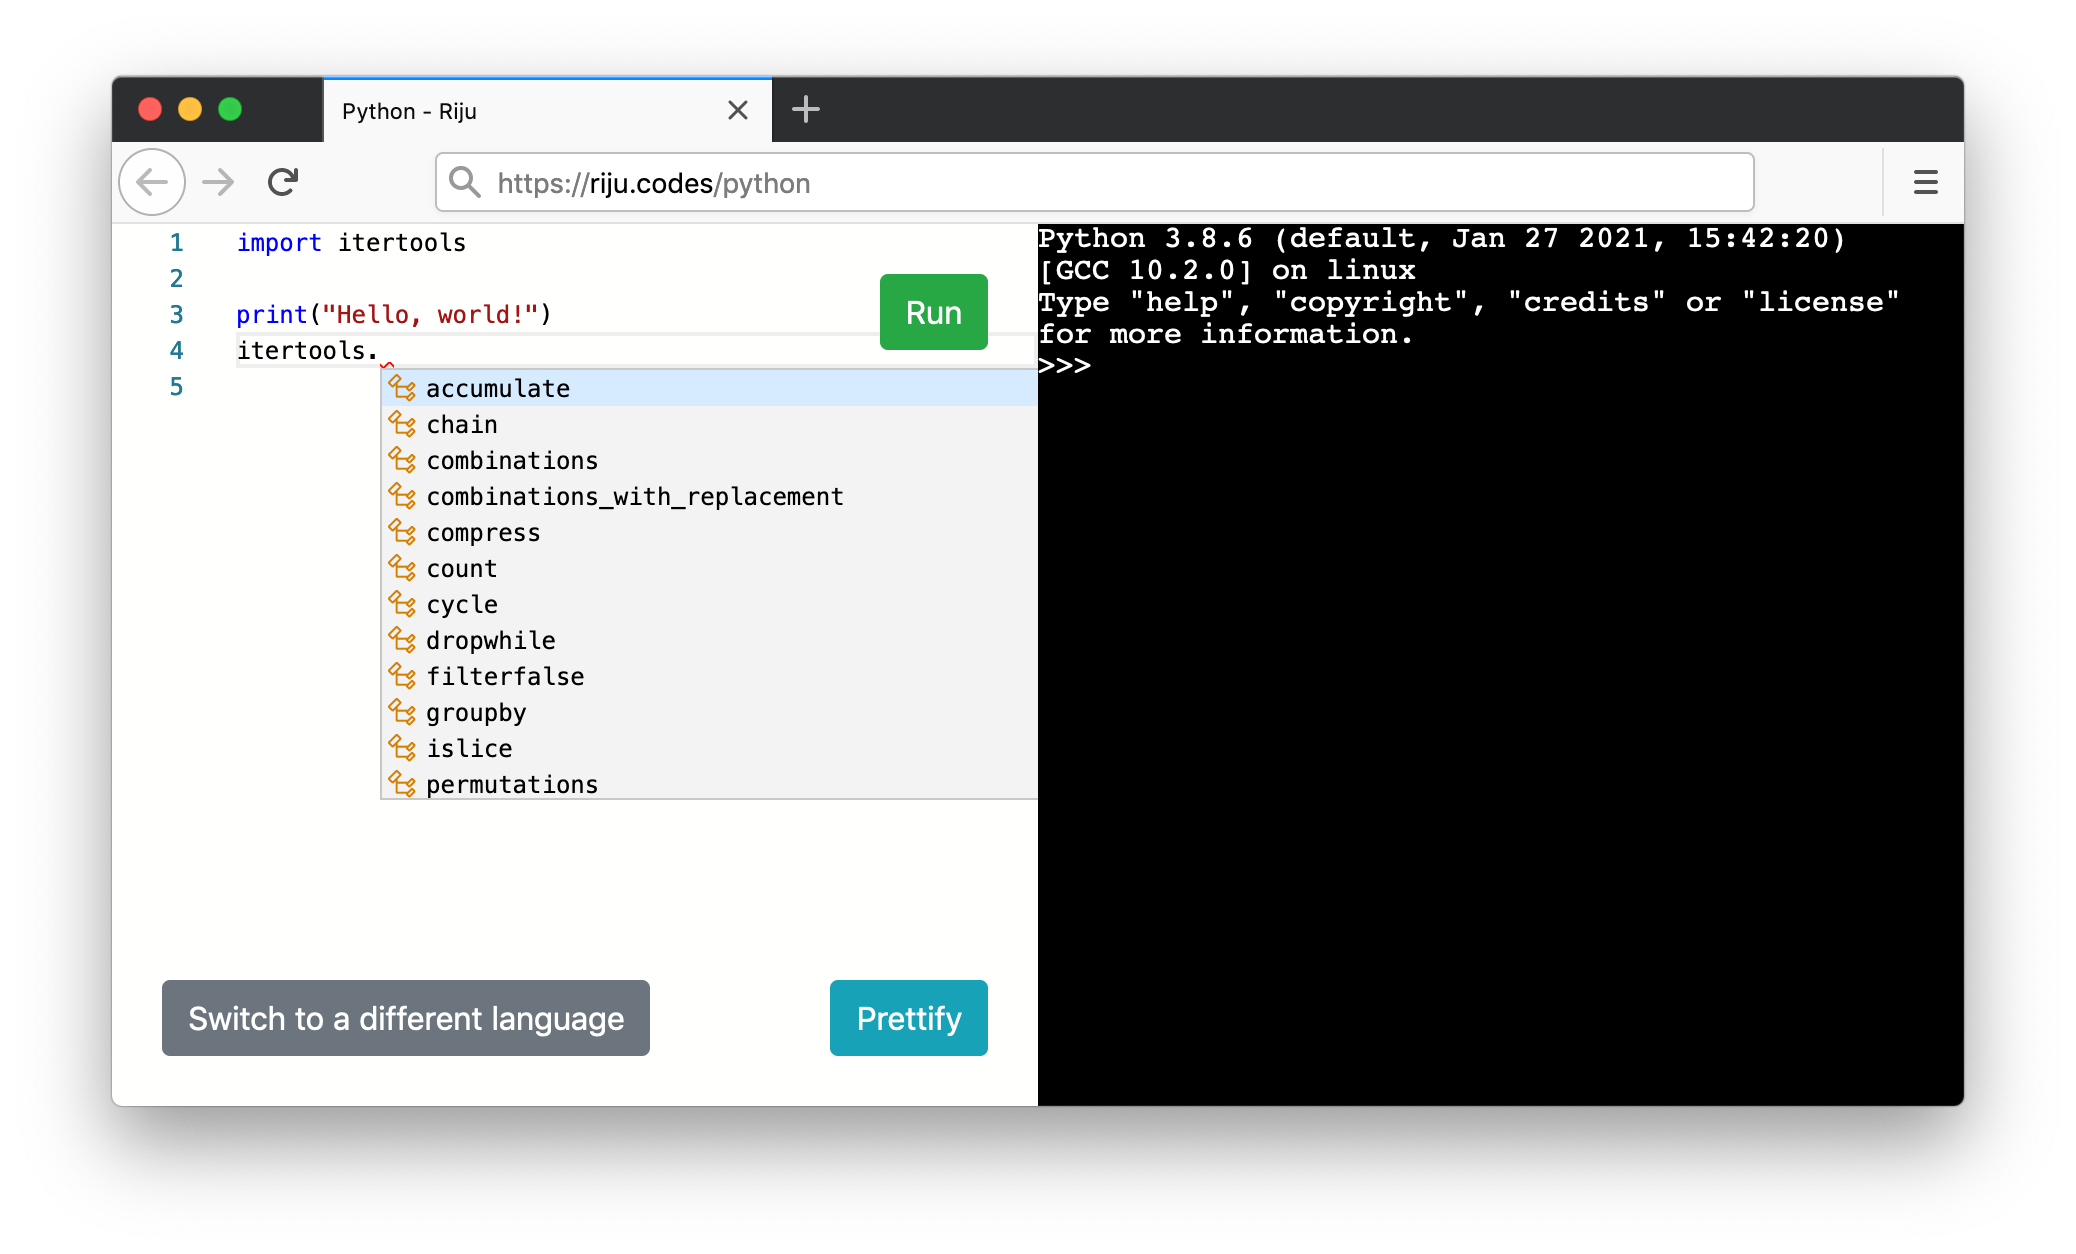 Python - Riju
https://riju.codes/python
1 import itertools
2
3 print("Hello, world!")
4 itertools.
5
Run
accumulate
chain
combinations
combinations_with_replacement
compress
count
cycle
dropwhile
filterfalse
groupby
islice
permutations
Switch to a different language
Prettify
Python 3.8.6 (default, Jan 27 2021, 15:42:20)
[GCC 10.2.0] on linux
Type "help", "copyright", "credits" or "license"
for more information.
>>>